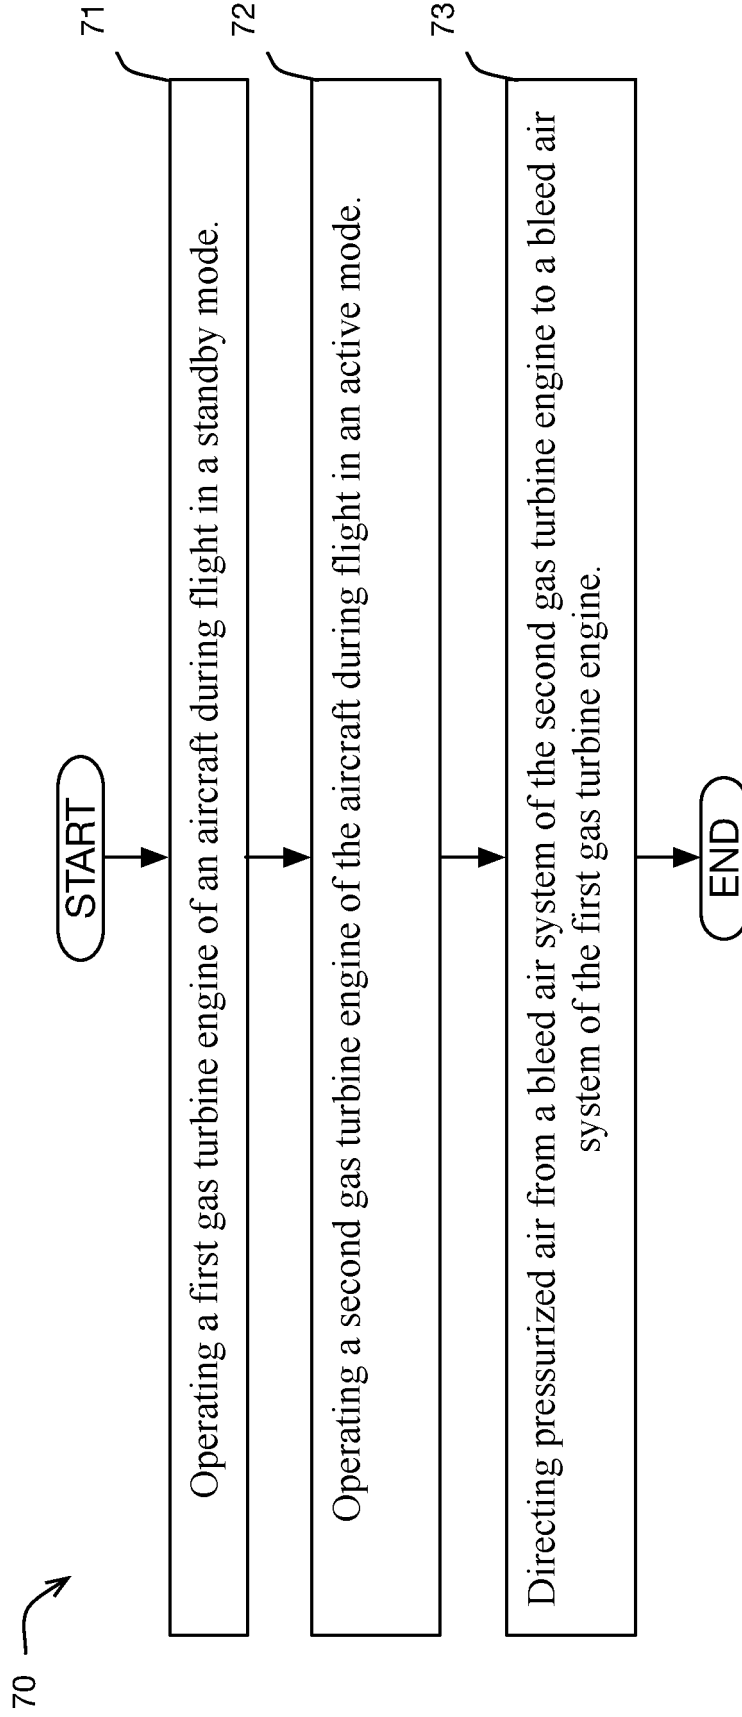 70
START
71
Operating a first gas turbine engine of an aircraft during flight in a standby mode.
72
Operating a second gas turbine engine of the aircraft during flight in an active mode.
73
Directing pressurized air from a bleed air system of the second gas turbine engine to a bleed air
system of the first gas turbine engine.
END